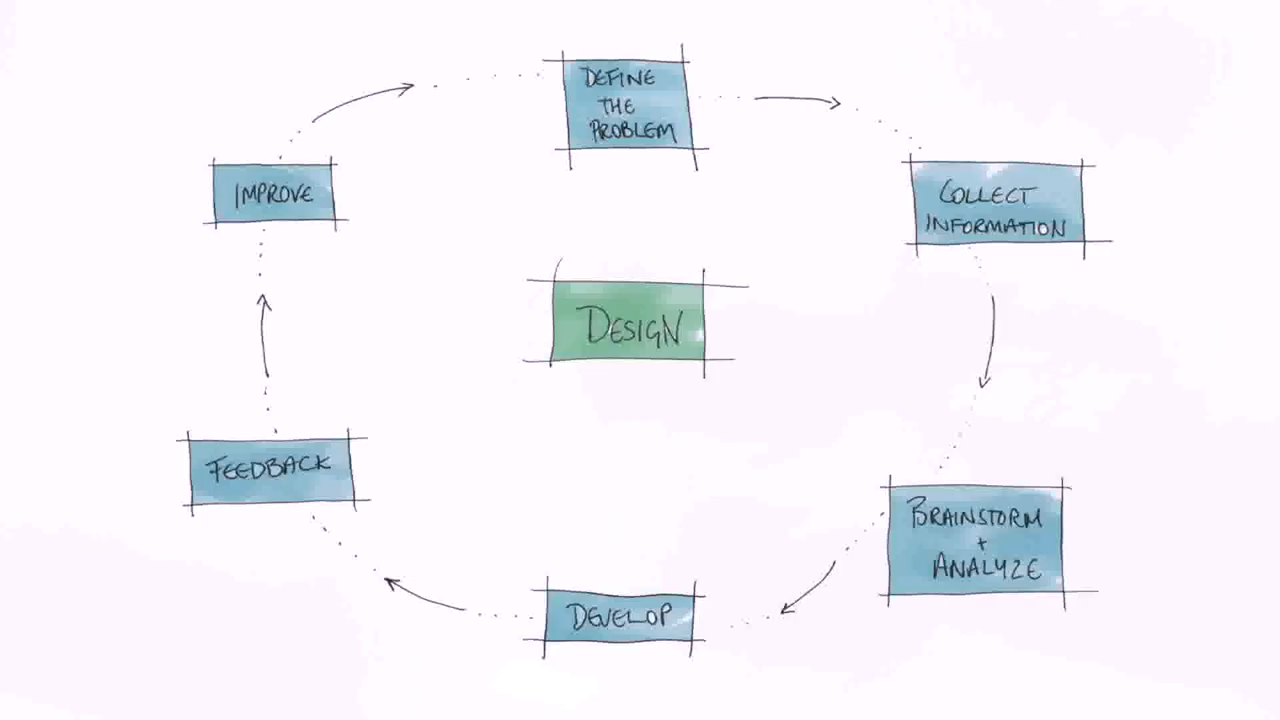 DEFINE
THE
PROBLEM
COLLECT
INFORMATION
BRAINSTORM
+
ANALYZE
DEVELOP
FEEDBACK
IMPROVE
DESIGN